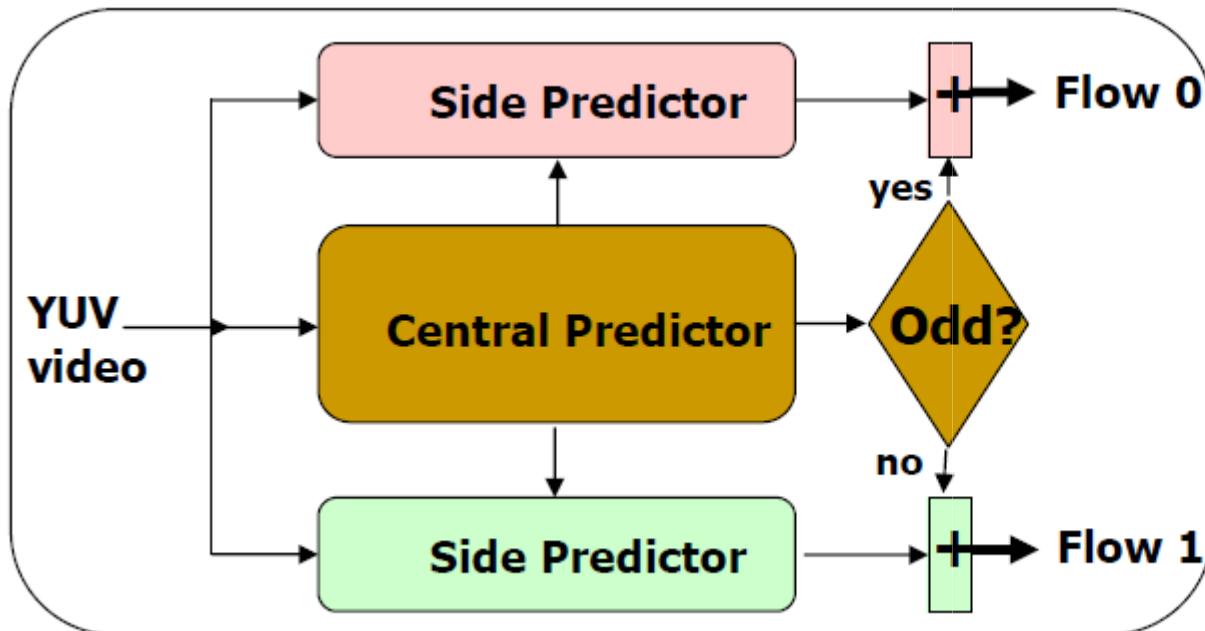 Side Predictor
+
Flow 0
yes
YUV
video
Central Predictor
Odd?
no
Side Predictor
+
Flow 1